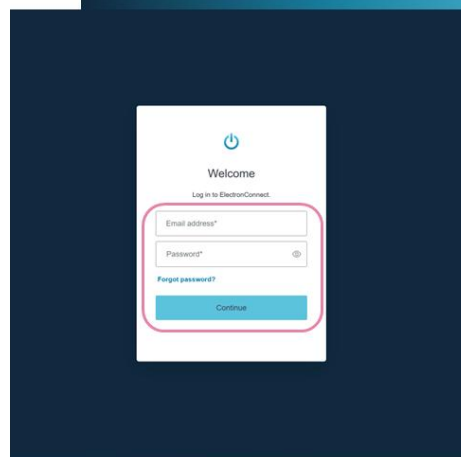 Welcome
Log in to ElectronConnect.
Email address*
Password*
Forgot password?
Continue